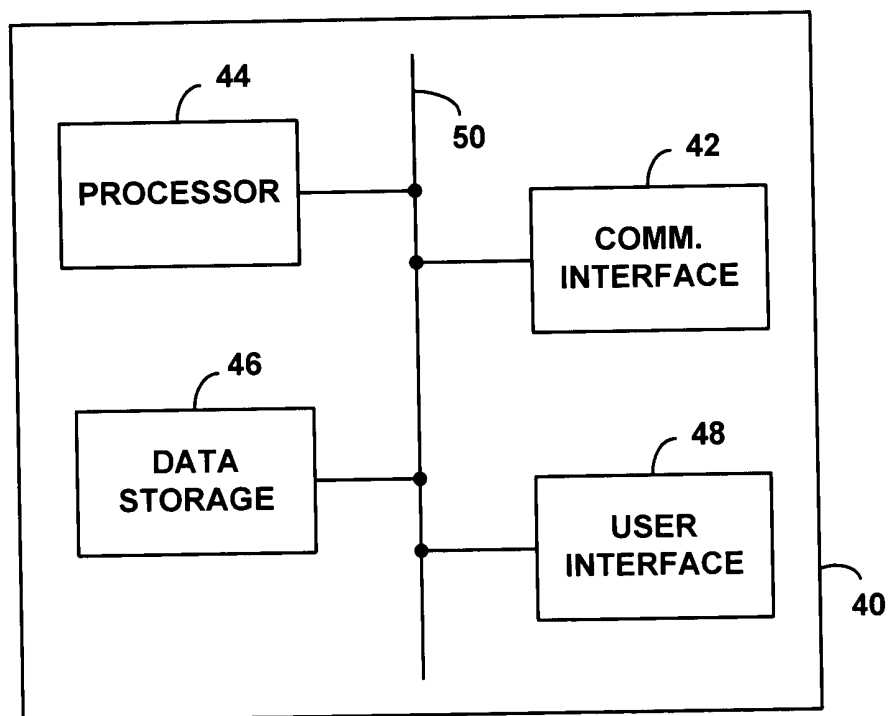 44
50
PROCESSOR
42
COMM.
INTERFACE
46
DATA
STORAGE
48
USER
INTERFACE
40